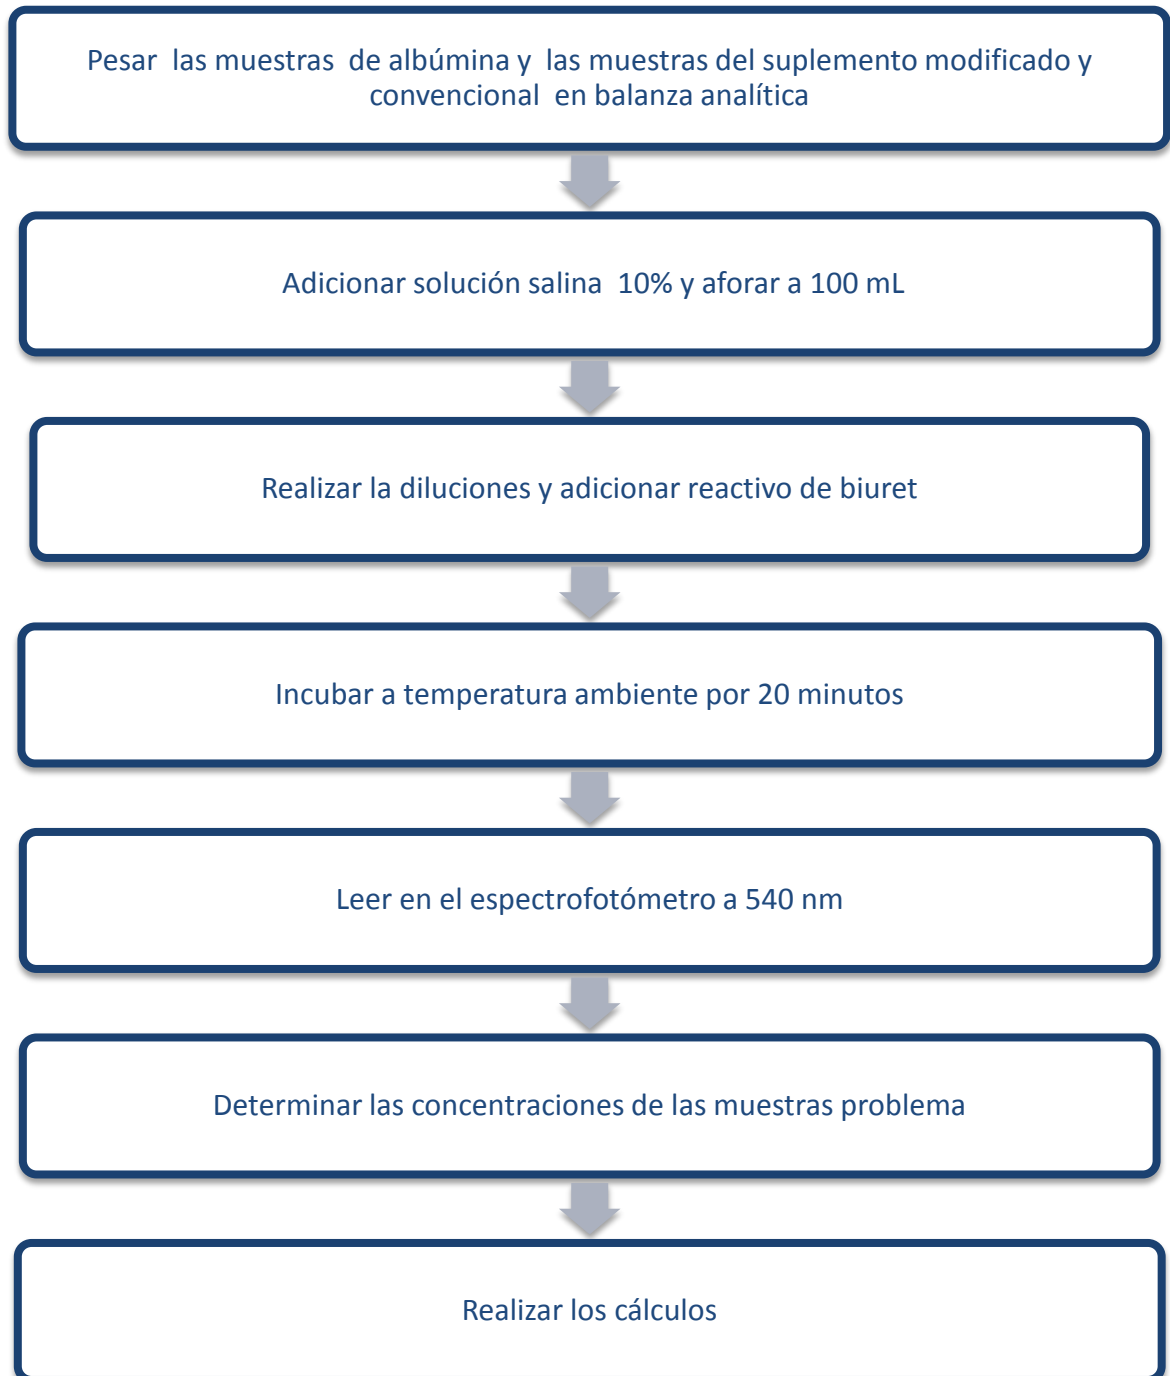 Pesar las muestras de albúmina y las muestras del suplemento modificado y
convencional en balanza analítica
Adicionar solución salina 10% y aforar a 100 mL
Realizar la diluciones y adicionar reactivo de biuret
Incubar a temperatura ambiente por 20 minutos
Leer en el espectrofotómetro a 540 nm
Determinar las concentraciones de las muestras problema
Realizar los cálculos